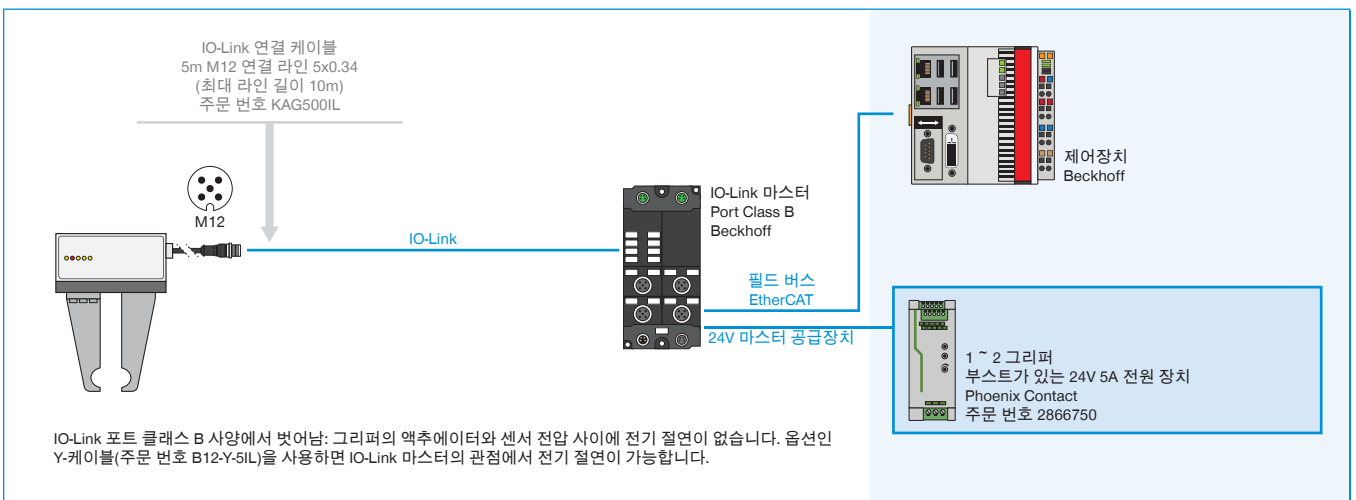 IO-Link 연결 케이블
5m M12 연결 라인 5x0.34
(최대 라인 길이 10m)
주문 번호 KAG500IL
M12
IO-Link
IO-Link 마스터
Port Class B
Beckhoff
필드 버스
EtherCAT
24V 마스터 공급장치
제어장치
Beckhoff
1 ~ 2 그리퍼
부스트가 있는 24V 5A 전원 장치
Phoenix Contact
주문 번호 2866750
IO-Link 포트 클래스 B 사양에서 벗어남: 그리퍼의 액추에이터와 센서 전압 사이에 전기 절연이 없습니다. 옵션인
Y-케이블(주문 번호 B12-Y-5IL)을 사용하면 IO-Link 마스터의 관점에서 전기 절연이 가능합니다.